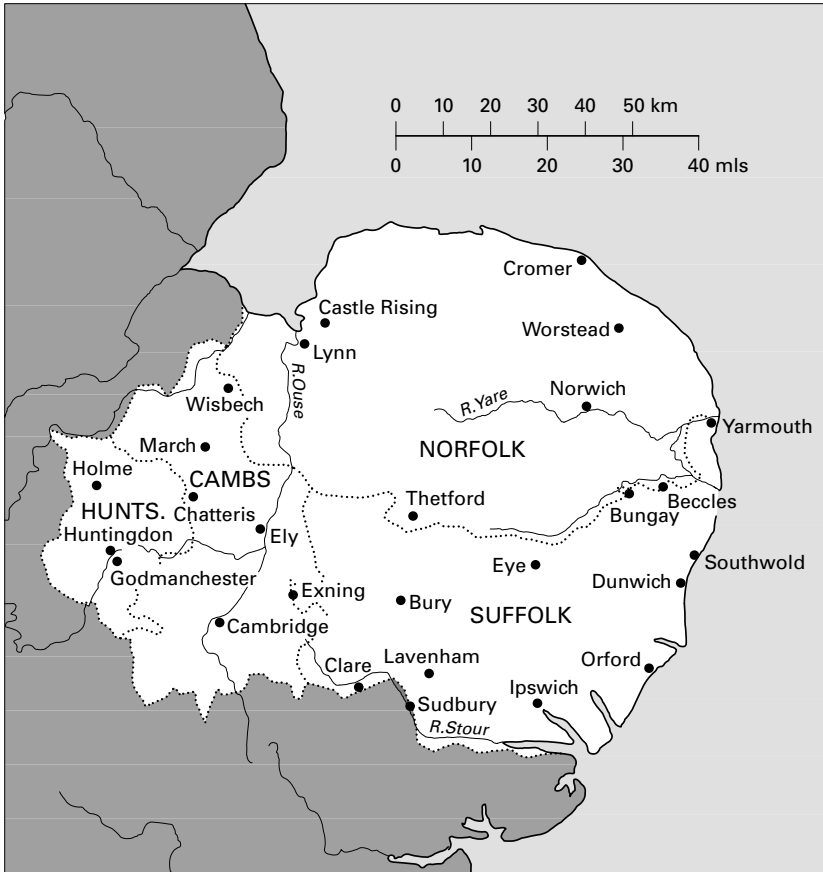 0 10 20 30 40 50 km
0 10 20 30 40 mls
Cromer
Castle Rising
Worstead
Lynn
R.Ouse
Wisbech
R.Yare
Norwich
Yarmouth
March
NORFOLK
Holme
CAMBS
Thetford
Beccles
HUNTS.
Chatteris
Bungay
Huntingdon
Ely
Southwold
Eye
Godmanchester
Dunwich
Exning
Bury
SUFFOLK
Cambridge
Clare
Lavenham
Orford
Ipswich
Sudbury
R.Stour